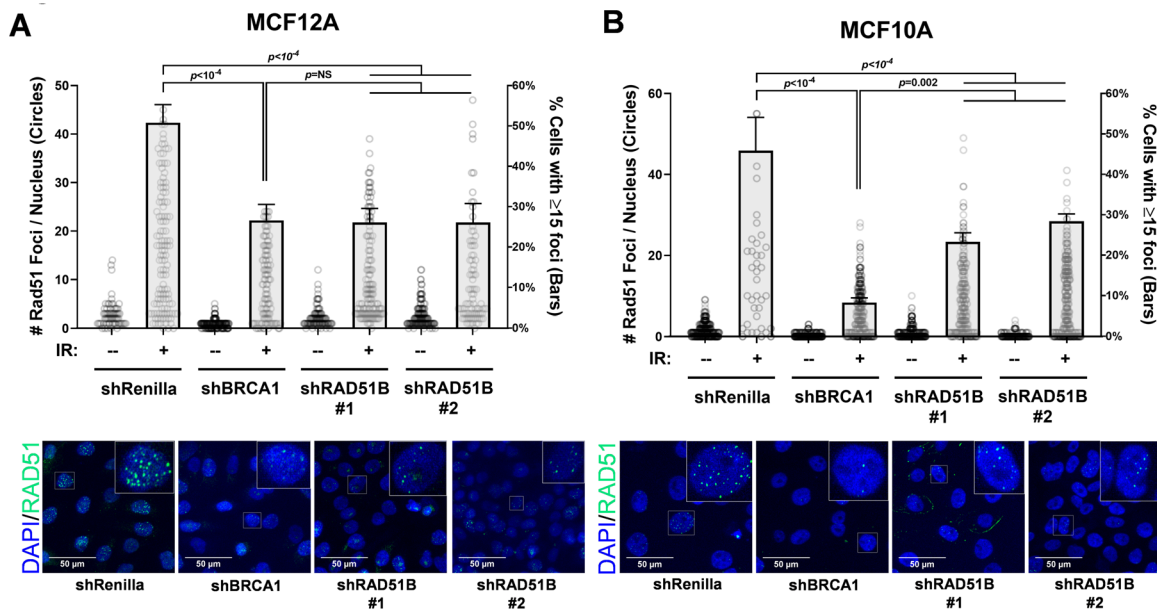 A
MCF12A
p<10-4
p<10-4
p=NS
# Rad51 Foci / Nucleus (Circles)
50
40
30
20
10
0
60%
50%
40%
30%
20%
10%
0%
% Cells with ≥15 foci (Bars)
IR: -- + -- + -- + -- +
shRenilla shBRCA1 shRAD51B #1 shRAD51B #2
DAPI/RAD51
50 µm 50 µm 50 µm 50 µm
shRenilla shBRCA1 shRAD51B #1 shRAD51B #2
B
MCF10A
p<10-4
p<10-4
p=0.002
# Rad51 Foci / Nucleus (Circles)
60
40
20
0
60%
50%
40%
30%
20%
10%
0%
% Cells with ≥15 foci (Bars)
IR: -- + -- + -- + -- +
shRenilla shBRCA1 shRAD51B #1 shRAD51B #2
DAPI/RAD51
50 µm 50 µm 50 µm 50 µm
shRenilla shBRCA1 shRAD51B #1 shRAD51B #2